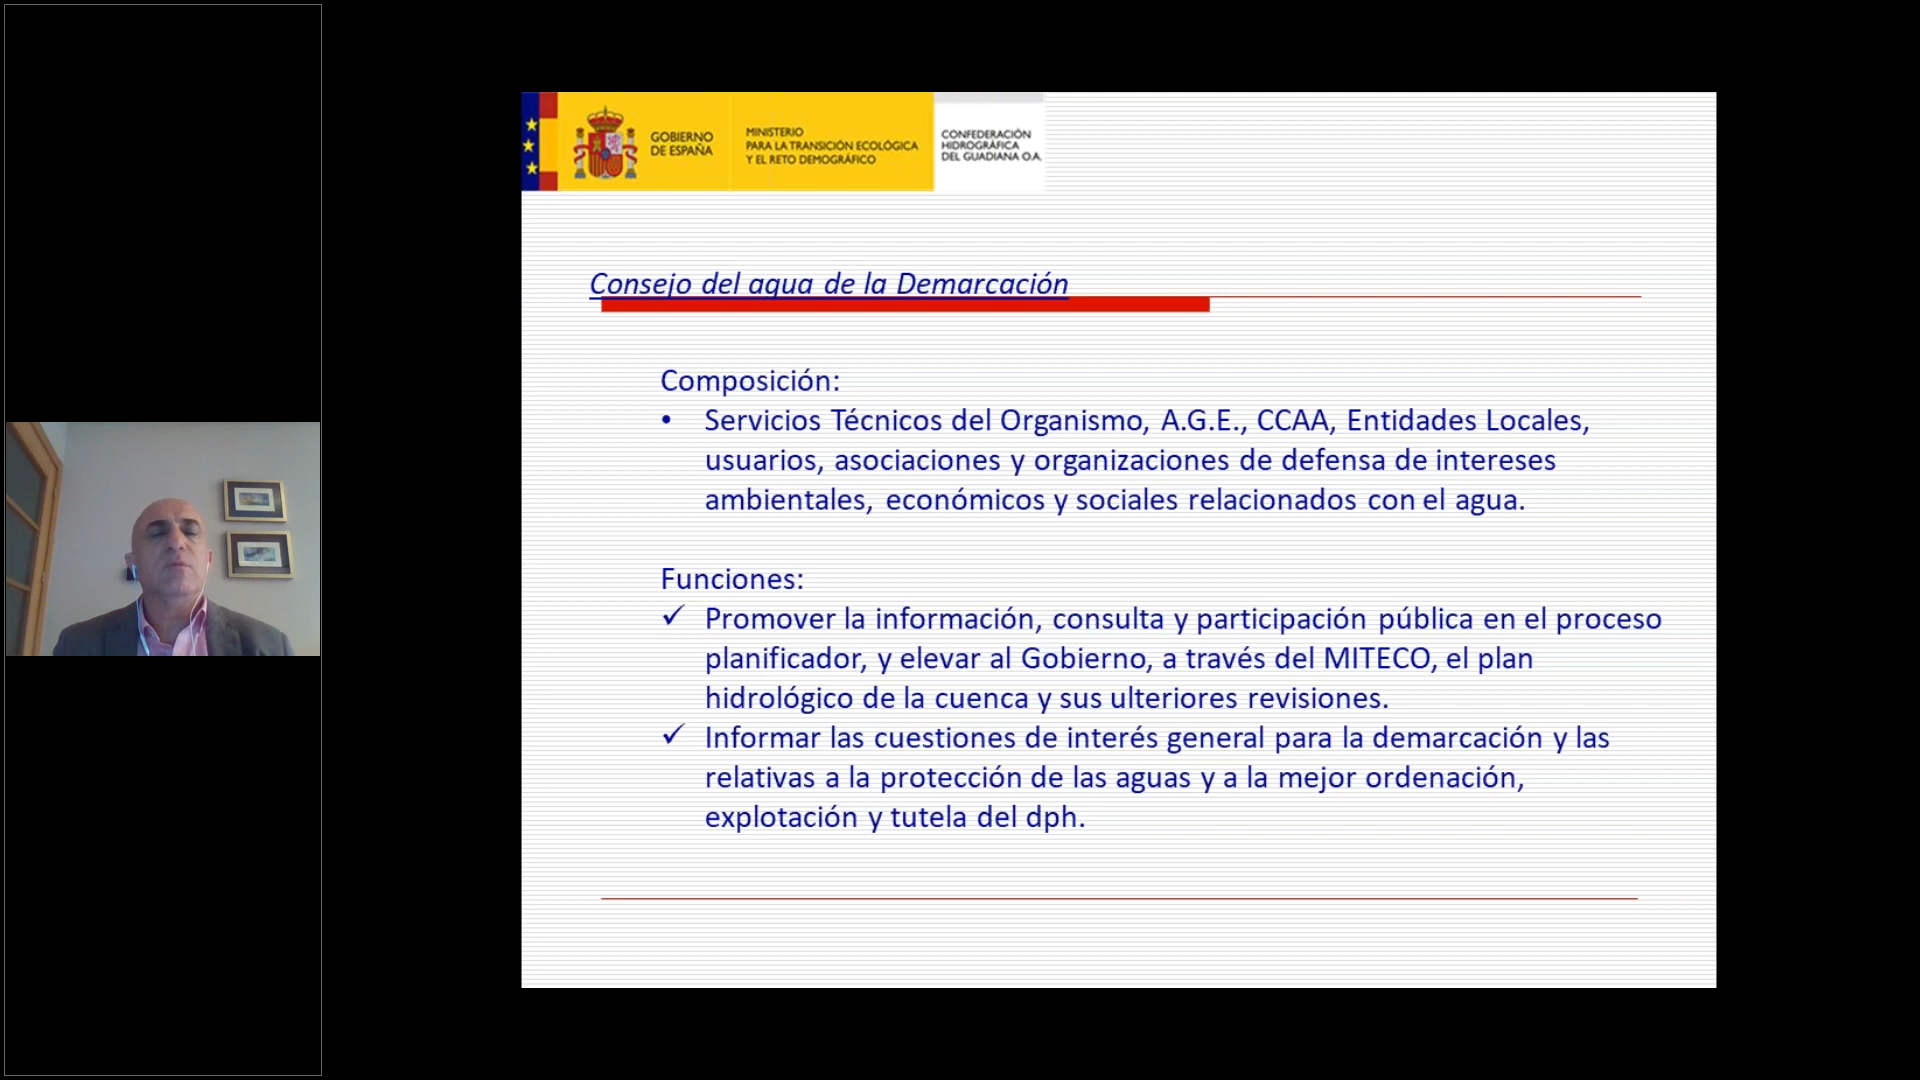 GOBIERNO
DE ESPAÑA
MINISTERIO
PARA LA TRANSICIÓN ECOLÓGICA
Y EL RETO DEMOGRÁFICO
CONFEDERACIÓN
HIDROGRÁFICA
DEL GUADIANA O.A.
Consejo del agua de la Demarcación
Composición:
• Servicios Técnicos del Organismo, A.G.E., CCAA, Entidades Locales,
usuarios, asociaciones y organizaciones de defensa de intereses
ambientales, económicos y sociales relacionados con el agua.
Funciones:
✓ Promover la información, consulta y participación pública en el proceso
planificador, y elevar al Gobierno, a través del MITECO, el plan
hidrológico de la cuenca y sus ulteriores revisiones.
✓ Informar las cuestiones de interés general para la demarcación y las
relativas a la protección de las aguas y a la mejor ordenación,
explotación y tutela del dph.